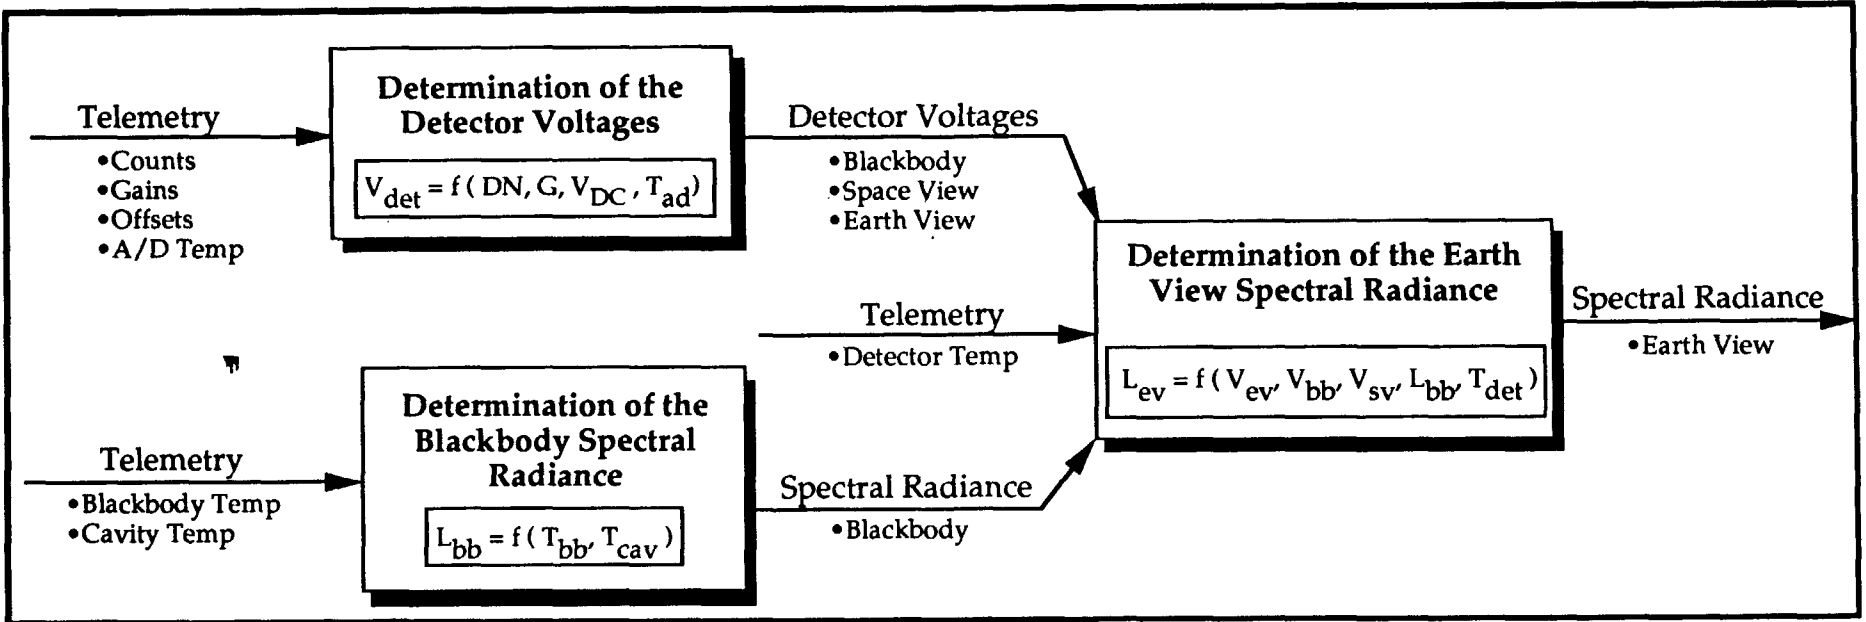 Telemetry
•Counts
•Gains
•Offsets
•A/D Temp
Determination of the
Detector Voltages
V_det = f ( DN, G, V_DC , T_ad)
Detector Voltages
•Blackbody
•Space View
•Earth View
Telemetry
•Detector Temp
Telemetry
•Blackbody Temp
•Cavity Temp
Determination of the
Blackbody Spectral
Radiance
L_bb = f ( T_bb, T_cav )
Spectral Radiance
•Blackbody
Determination of the Earth
View Spectral Radiance
L_ev = f ( V_ev, V_bb, V_sv, L_bb, T_det )
Spectral Radiance
•Earth View